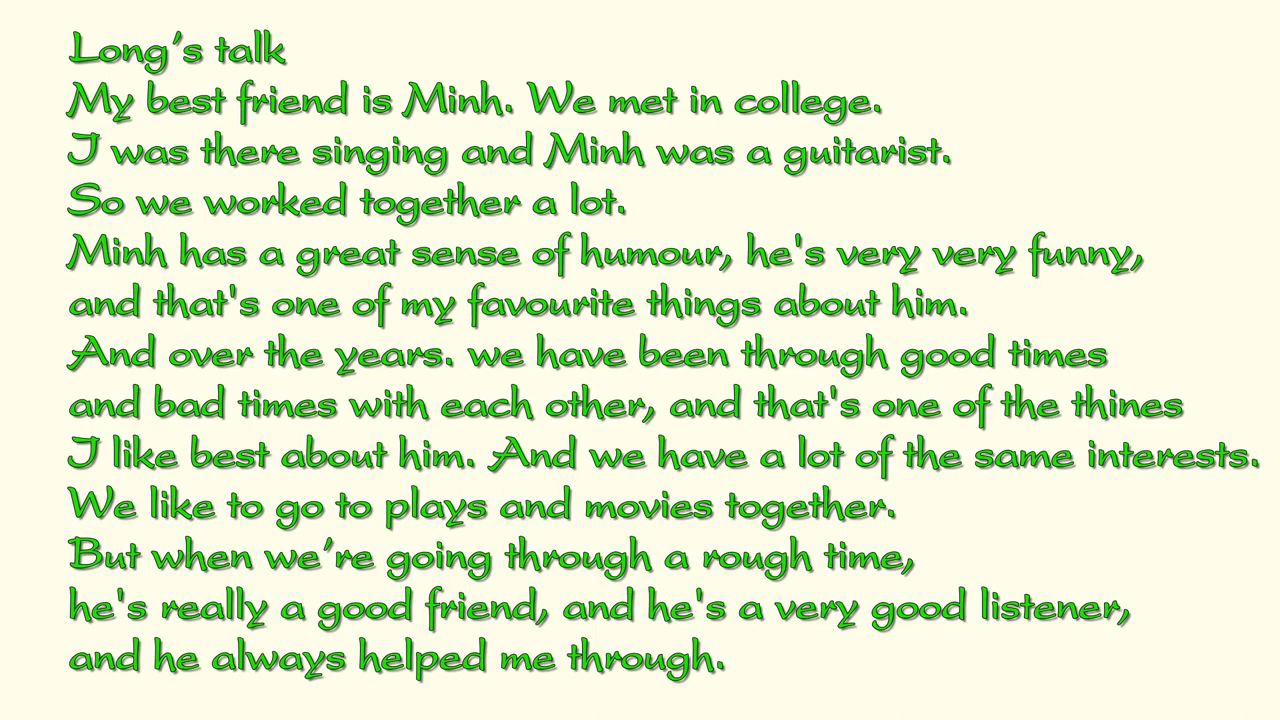 Long’s talk
My best friend is Minh. We met in college.
I was there singing and Minh was a guitarist.
So we worked together a lot.
Minh has a great sense of humour, he's very very funny,
and that's one of my favourite things about him.
And over the years. we have been through good times
and bad times with each other, and that's one of the thines
I like best about him. And we have a lot of the same interests.
We like to go to plays and movies together.
But when we’re going through a rough time,
he's really a good friend, and he's a very good listener,
and he always helped me through.